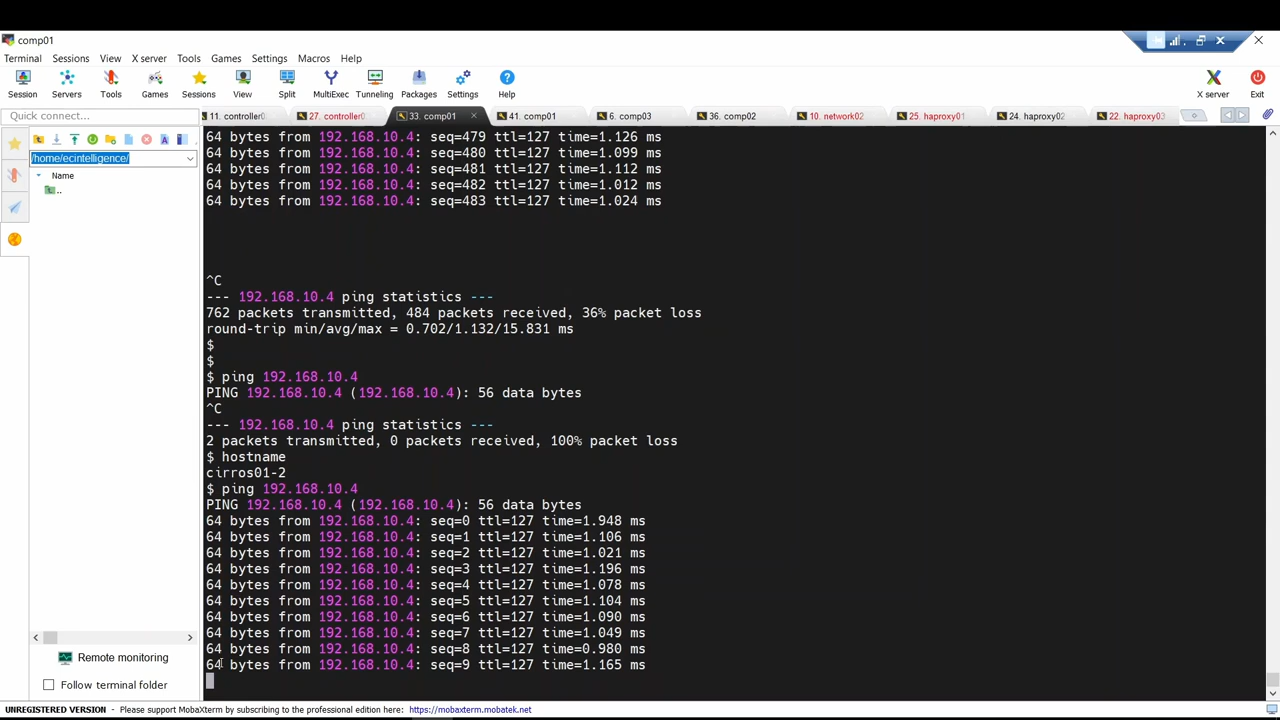 comp01
Terminal Sessions View X server Tools Games Settings Macros Help
Session Servers Tools Games Sessions View Split MultiExec Tunneling Packages Settings Help X server Exit
Quick connect...
11. controller0 27. controller0 33. comp01 41. comp01 6. comp03 36. comp02 10. network02 25. haproxy01 24. haproxy02 22. haproxy03
/home/ecintelligence/
Name
..
64 bytes from 192.168.10.4: seq=479 ttl=127 time=1.126 ms
64 bytes from 192.168.10.4: seq=480 ttl=127 time=1.099 ms
64 bytes from 192.168.10.4: seq=481 ttl=127 time=1.112 ms
64 bytes from 192.168.10.4: seq=482 ttl=127 time=1.012 ms
64 bytes from 192.168.10.4: seq=483 ttl=127 time=1.024 ms
^C
--- 192.168.10.4 ping statistics ---
762 packets transmitted, 484 packets received, 36% packet loss
round-trip min/avg/max = 0.702/1.132/15.831 ms
$
$
$ ping 192.168.10.4
PING 192.168.10.4 (192.168.10.4): 56 data bytes
^C
--- 192.168.10.4 ping statistics ---
2 packets transmitted, 0 packets received, 100% packet loss
$ hostname
cirros01-2
$ ping 192.168.10.4
PING 192.168.10.4 (192.168.10.4): 56 data bytes
64 bytes from 192.168.10.4: seq=0 ttl=127 time=1.948 ms
64 bytes from 192.168.10.4: seq=1 ttl=127 time=1.106 ms
64 bytes from 192.168.10.4: seq=2 ttl=127 time=1.021 ms
64 bytes from 192.168.10.4: seq=3 ttl=127 time=1.196 ms
64 bytes from 192.168.10.4: seq=4 ttl=127 time=1.078 ms
64 bytes from 192.168.10.4: seq=5 ttl=127 time=1.104 ms
64 bytes from 192.168.10.4: seq=6 ttl=127 time=1.090 ms
64 bytes from 192.168.10.4: seq=7 ttl=127 time=1.049 ms
64 bytes from 192.168.10.4: seq=8 ttl=127 time=0.980 ms
64 bytes from 192.168.10.4: seq=9 ttl=127 time=1.165 ms
Remote monitoring
Follow terminal folder
UNREGISTERED VERSION - Please support MobaXterm by subscribing to the professional edition here: https://mobaxterm.mobatek.net